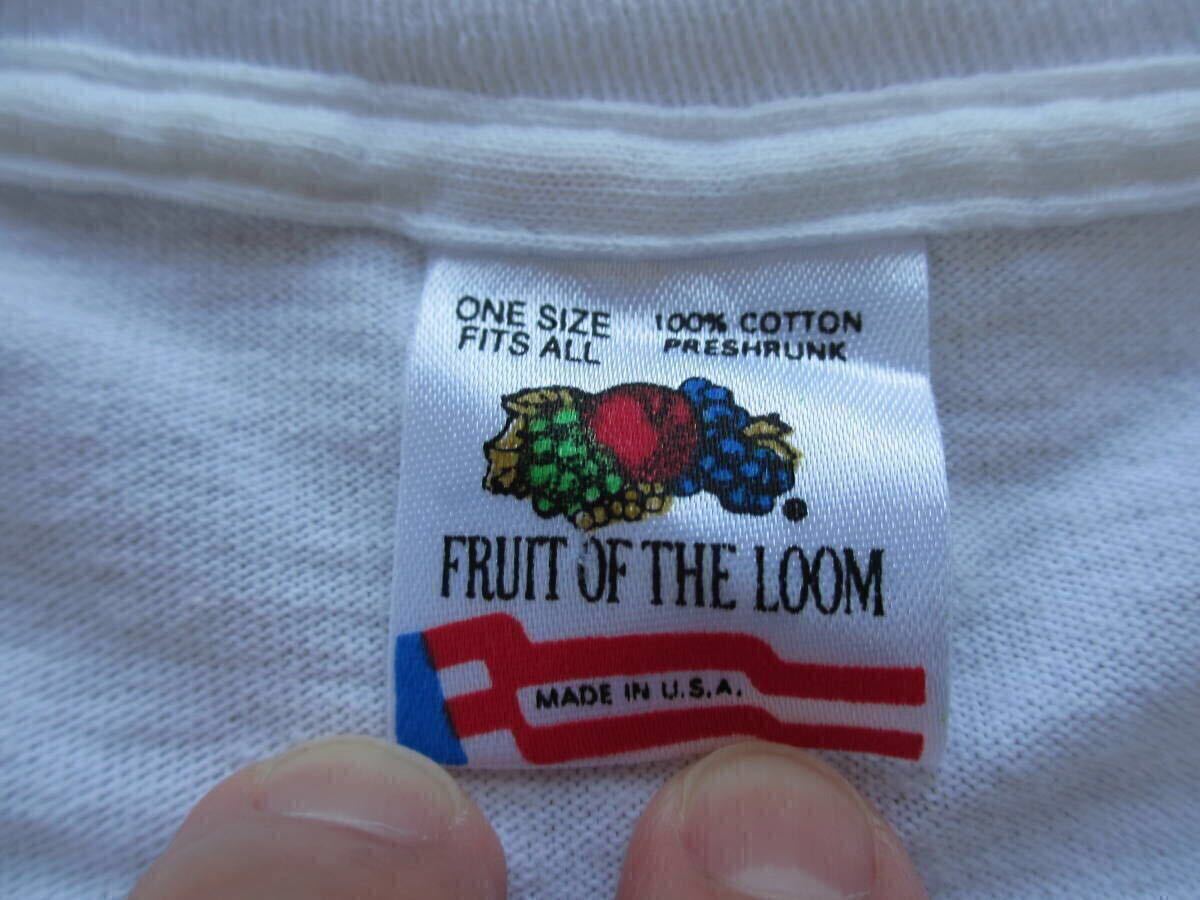 ONE SIZE
FITS ALL
100% COTTON
PRESHRUNK
FRUIT OF THE LOOM
MADE IN U.S.A.